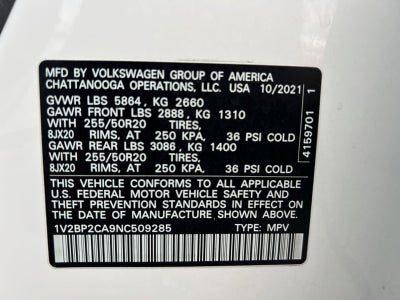 MFD BY VOLKSWAGEN GROUP OF AMERICA
CHATTANOOGA OPERATIONS, LLC. USA 10/2021
GVWR LBS 5864, KG 2660
GAWR FRONT LBS 2888, KG 1310
WITH 255/50R20 TIRES,
8JX20 RIMS, AT 250 KPA, 36 PSI COLD
GAWR REAR LBS 3086, KG 1400
WITH 255/50R20 TIRES,
8JX20 RIMS, AT 250 KPA, 36 PSI COLD
THIS VEHICLE CONFORMS TO ALL APPLICABLE
U.S. FEDERAL MOTOR VEHICLE SAFETY AND
THEFT PREVENTION STANDARDS IN EFFECT ON
THE DATE OF MANUFACTURE SHOWN ABOVE.
1V2BP2CA9NC509285 TYPE: MPV
4159701 1